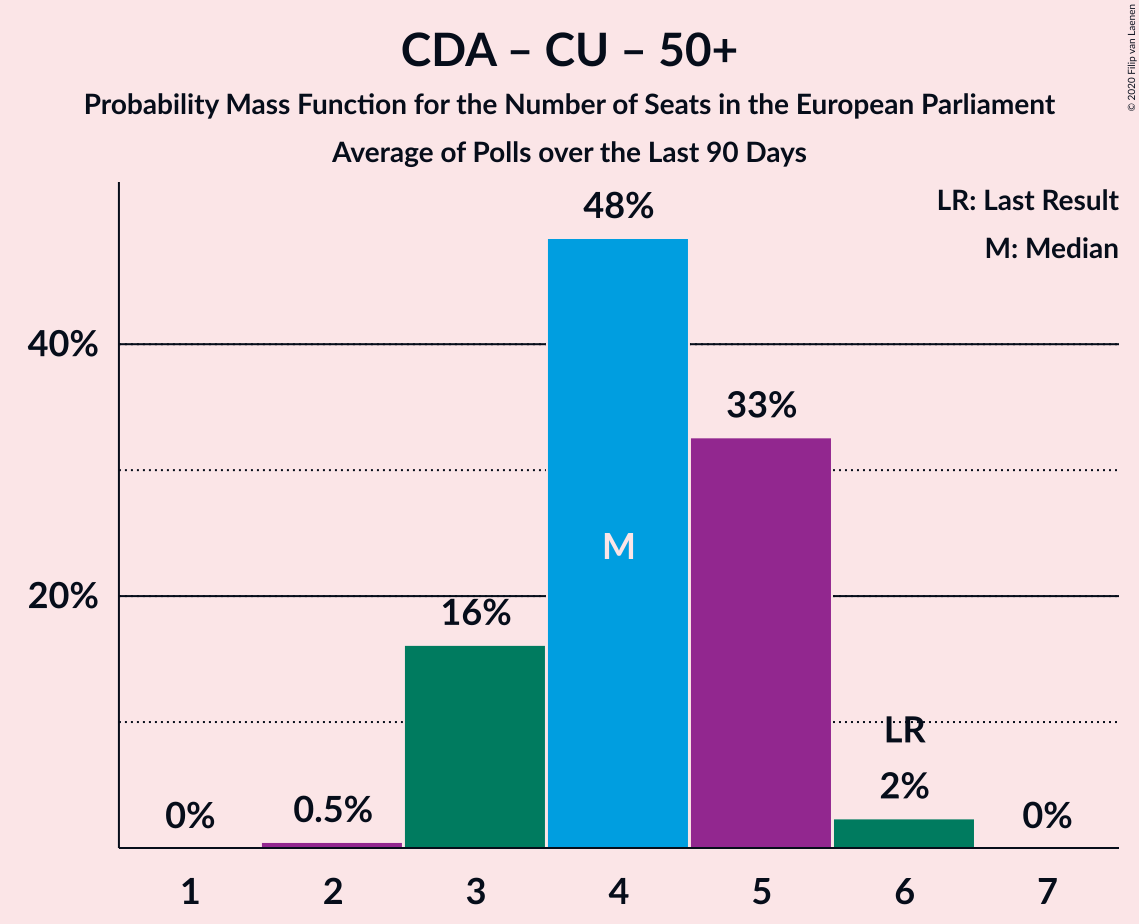 CDA – CU – 50+
Probability Mass Function for the Number of Seats in the European Parliament
Average of Polls over the Last 90 Days
© 2020 Filip van Laenen
LR: Last Result
M: Median
48%
40%
33%
M
20%
16%
LR
2%
0.5%
0%
0%
1 2 3 4 5 6 7